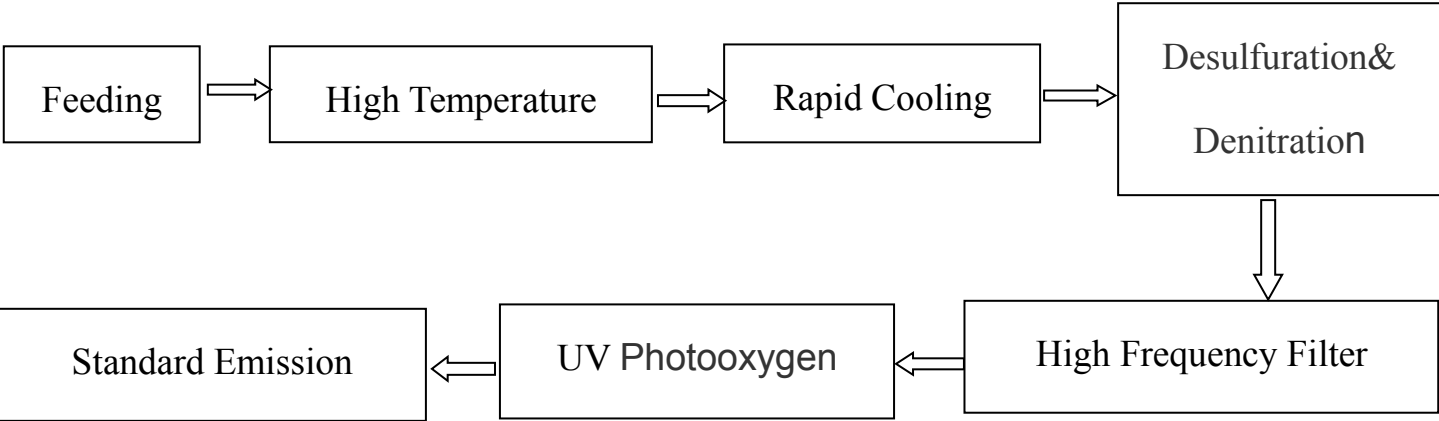 Feeding
High Temperature
Rapid Cooling
Desulfuration&
Denitration
High Frequency Filter
UV Photooxygen
Standard Emission